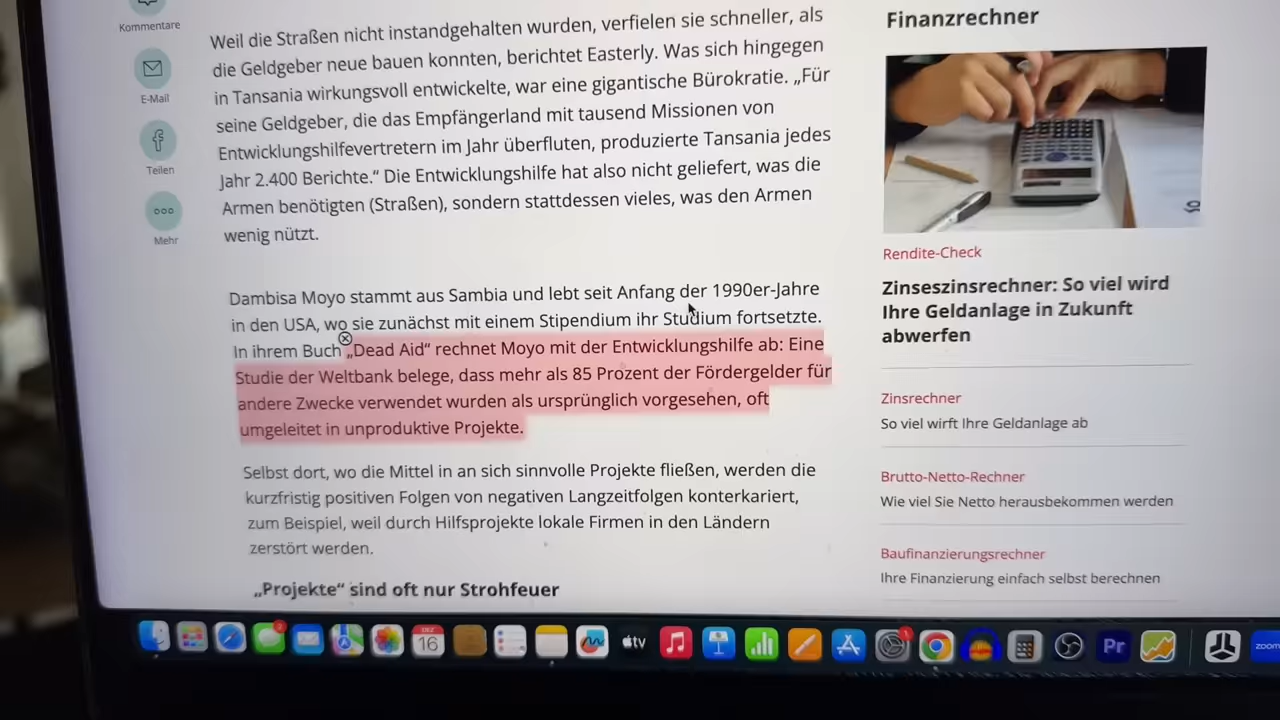 Kommentare
E-Mail
Teilen
Mehr
Weil die Straßen nicht instandgehalten wurden, verfielen sie schneller, als
die Geldgeber neue bauen konnten, berichtet Easterly. Was sich hingegen
in Tansania wirkungsvoll entwickelte, war eine gigantische Bürokratie. „Für
seine Geldgeber, die das Empfängerland mit tausend Missionen von
Entwicklungshilfevertretern im Jahr überfluten, produzierte Tansania jedes
Jahr 2.400 Berichte.“ Die Entwicklungshilfe hat also nicht geliefert, was die
Armen benötigten (Straßen), sondern stattdessen vieles, was den Armen
wenig nützt.
Dambisa Moyo stammt aus Sambia und lebt seit Anfang der 1990er-Jahre
in den USA, wo sie zunächst mit einem Stipendium ihr Studium fortsetzte.
In ihrem Buch „Dead Aid“ rechnet Moyo mit der Entwicklungshilfe ab: Eine
Studie der Weltbank belege, dass mehr als 85 Prozent der Fördergelder für
andere Zwecke verwendet wurden als ursprünglich vorgesehen, oft
umgeleitet in unproduktive Projekte.
Selbst dort, wo die Mittel in an sich sinnvolle Projekte fließen, werden die
kurzfristig positiven Folgen von negativen Langzeitfolgen konterkariert,
zum Beispiel, weil durch Hilfsprojekte lokale Firmen in den Ländern
zerstört werden.
„Projekte“ sind oft nur Strohfeuer
Finanzrechner
Rendite-Check
Zinseszinsrechner: So viel wird
Ihre Geldanlage in Zukunft
abwerfen
Zinsrechner
So viel wirft Ihre Geldanlage ab
Brutto-Netto-Rechner
Wie viel Sie Netto herausbekommen werden
Baufinanzierungsrechner
Ihre Finanzierung einfach selbst berechnen
16
tv
1
Pr
zoom